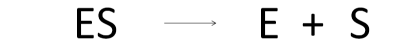 ES → E + S